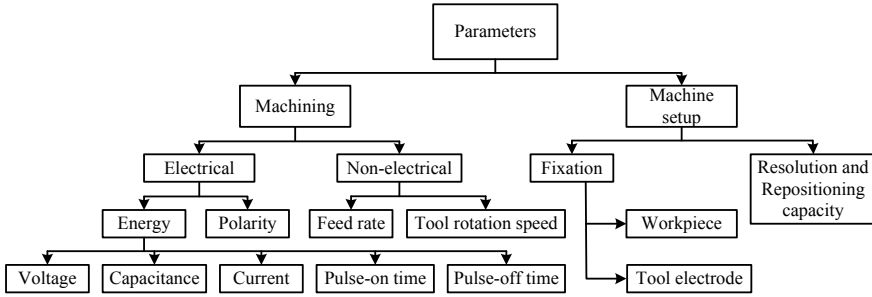 Parameters
Machining
Machine
setup
Electrical
Non-electrical
Fixation
Resolution and
Repositioning
capacity
Energy
Polarity
Feed rate
Tool rotation speed
Workpiece
Voltage
Capacitance
Current
Pulse-on time
Pulse-off time
Tool electrode